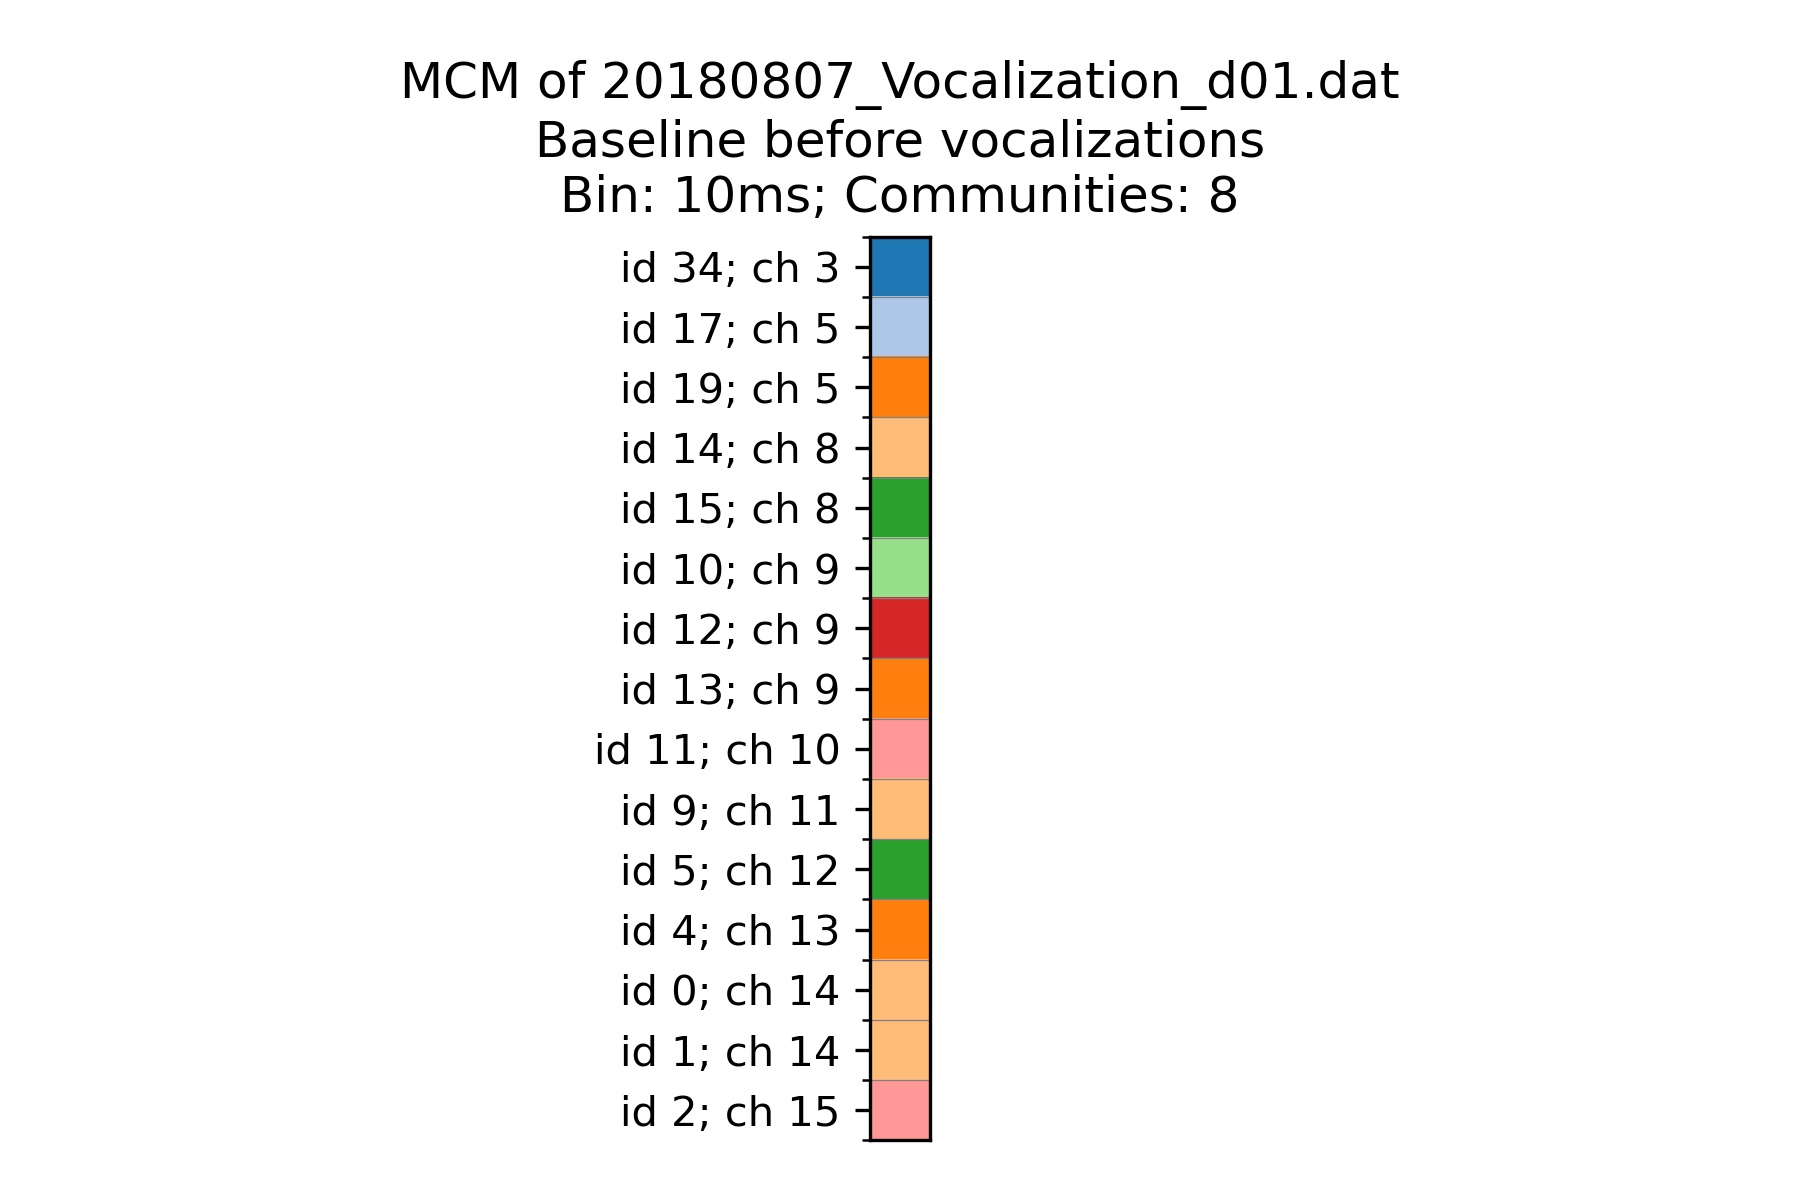 MCM of 20180807_Vocalization_d01.dat
Baseline before vocalizations
Bin: 10ms; Communities: 8
id 34; ch 3
id 17; ch 5
id 19; ch 5
id 14; ch 8
id 15; ch 8
id 10; ch 9
id 12; ch 9
id 13; ch 9
id 11; ch 10
id 9; ch 11
id 5; ch 12
id 4; ch 13
id 0; ch 14
id 1; ch 14
id 2; ch 15